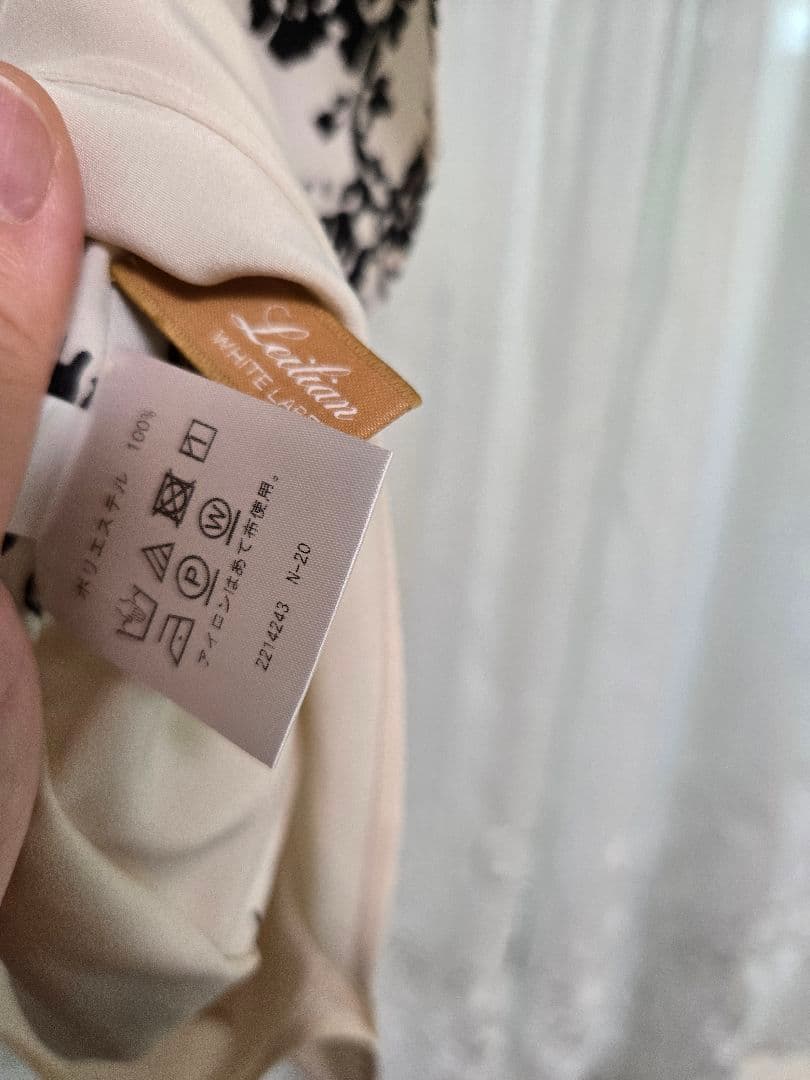 Leilian
WHITE LABE
ポリエステル 100%
P W
アイロンはあて布使用。
2214243 N-20